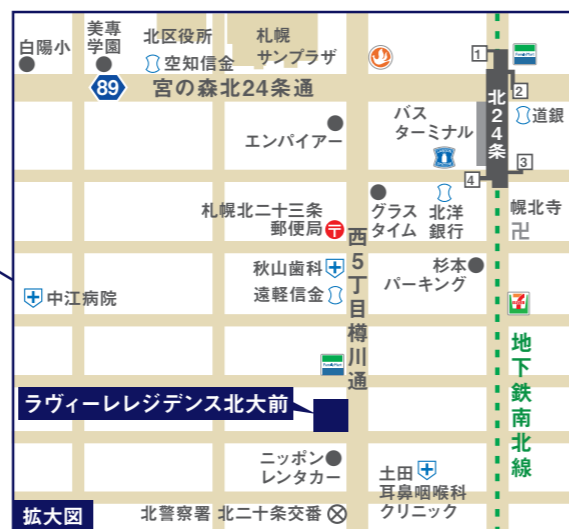 白陽小
美専
学園
北区役所
空知信金
札幌
サンプラザ
1
FamilyMart
89
宮の森北24条通
北24条
2
道銀
エンパイアー
バス
ターミナル
3
4
札幌北二十三条
郵便局
グラス
タイム
北洋
銀行
幌北寺
卍
秋山歯科
遠軽信金
西5丁目樽川通
杉本
パーキング
中江病院
7
FamilyMart
地下鉄南北線
ラヴィーレレジデンス北大前
ニッポン
レンタカー
土田
耳鼻咽喉科
クリニック
拡大図
北警察署 北二十条交番